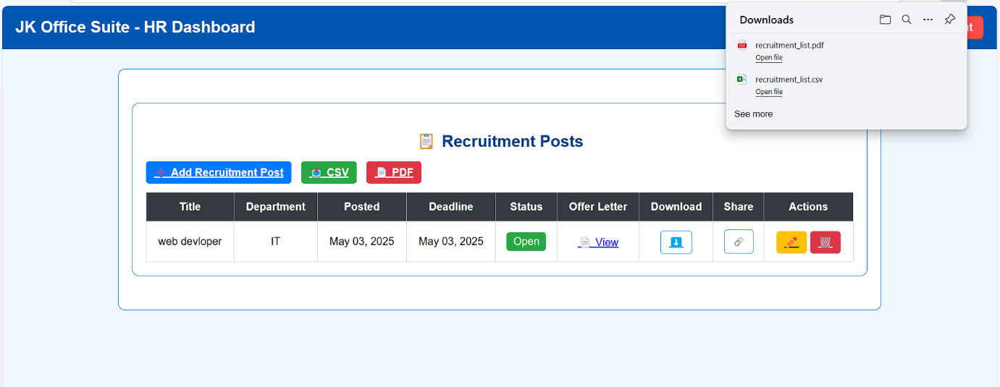 JK Office Suite - HR Dashboard
Downloads
recruitment_list.pdf
Open file
recruitment_list.csv
Open file
See more
Recruitment Posts
Add Recruitment Post CSV PDF
Title Department Posted Deadline Status Offer Letter Download Share Actions
web devloper IT May 03, 2025 May 03, 2025 Open View